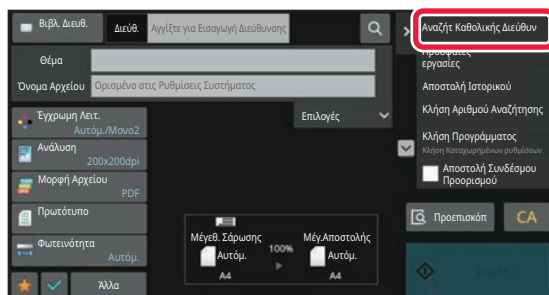 Βιβλ. Διευθ.
Διεύθ.
Αγγίξτε για Εισαγωγή Διεύθυνσης
Θέμα
Όνομα Αρχείου
Ορισμένο στις Ρυθμίσεις Συστήματος
Έγχρωμη Λειτ.
Αυτόμ./Μονο2
Ανάλυση
200x200dpi
Μορφή Αρχείου
PDF
Πρωτότυπο
Φωτεινότητα
Αυτόμ.
Άλλα
Επιλογές
Μέγεθ. Σάρωσης
Αυτόμ.
A4
100%
Μέγ.Αποστολής
Αυτόμ.
A4
Αναζήτ Καθολικής Διεύθυν
Πρόσφατες
εργασίες
Αποστολή Ιστορικού
Κλήση Αριθμού Αναζήτησης
Κλήση Προγράμματος
Κλήση Καταχωρημένων ρυθμίσεων
Αποστολή Συνδέσμου
Προορισμού
Προεπισκόπ
CA
Έναρξη